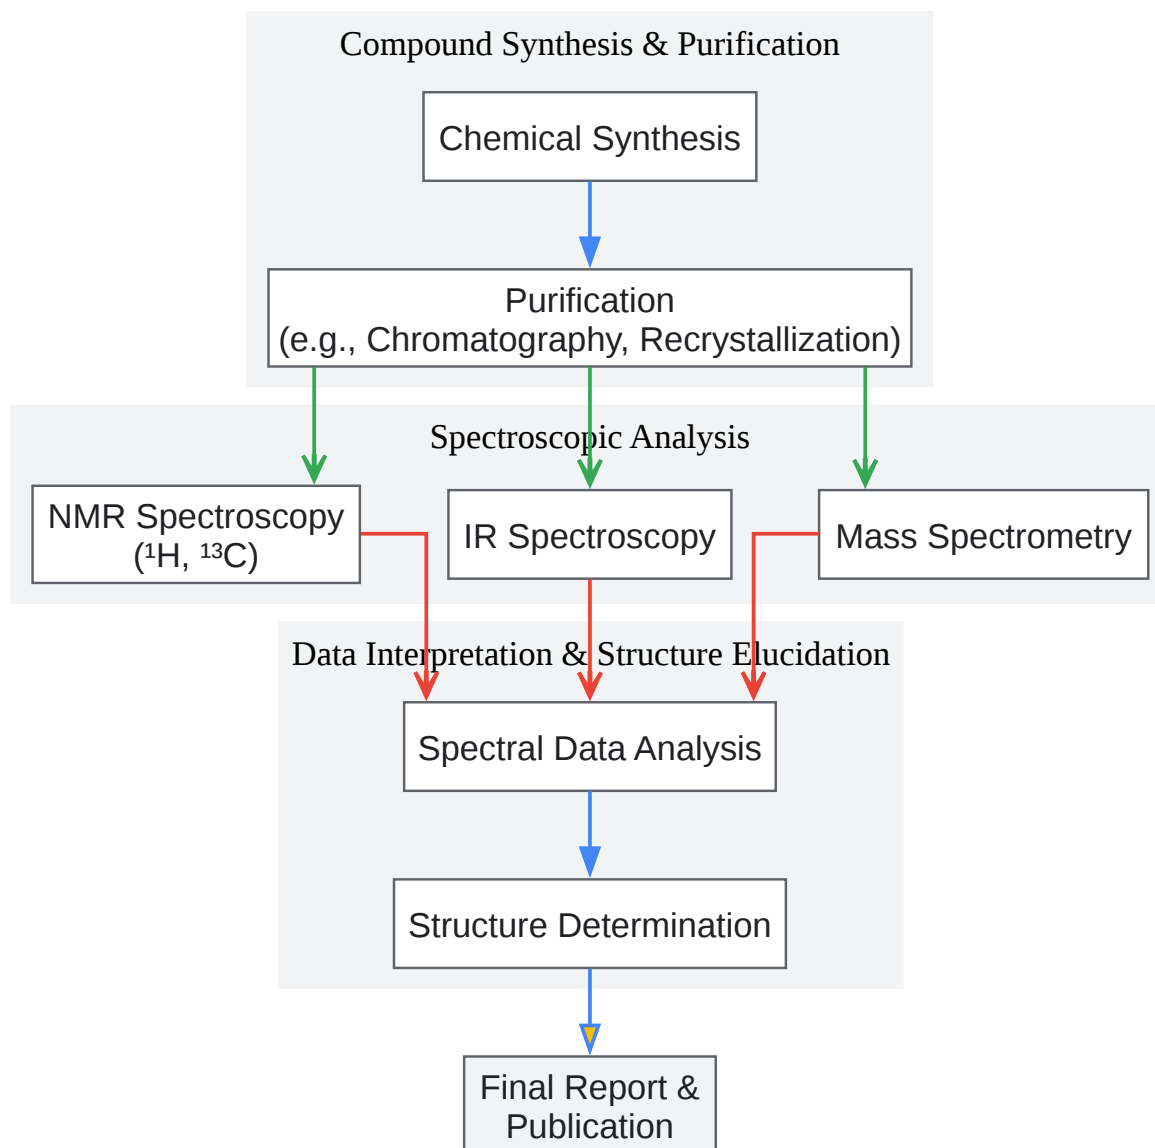 Compound Synthesis & Purification
Chemical Synthesis
Purification
(e.g., Chromatography, Recrystallization)
Spectroscopic Analysis
NMR Spectroscopy
(¹H, ¹³C)
IR Spectroscopy
Mass Spectrometry
Data Interpretation & Structure Elucidation
Spectral Data Analysis
Structure Determination
Final Report &
Publication